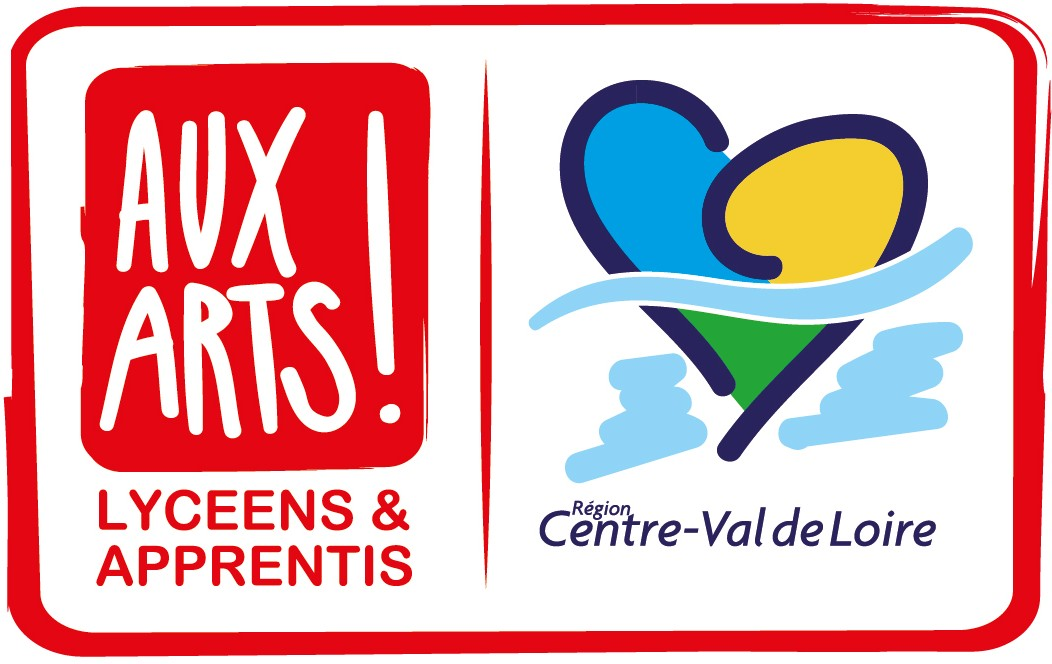 AUX
ARTS!
LYCEENS &
APPRENTIS
Région
Centre-Val de Loire